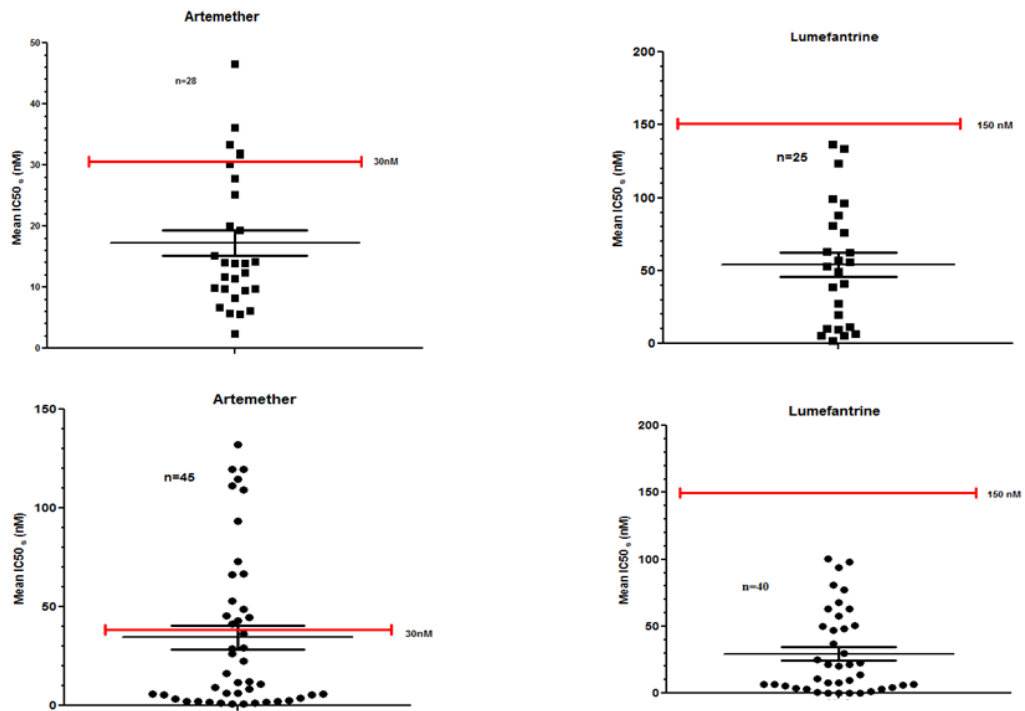 Artemether
Mean IC50s (nM)
50
40
30
20
10
0
n=28
30nM
Lumefantrine
Mean IC50s (nM)
200
150
100
50
0
n=25
150 nM
Artemether
Mean IC50s (nM)
150
100
50
0
n=45
30nM
Lumefantrine
Mean IC50s (nM)
200
150
100
50
0
n=40
150 nM